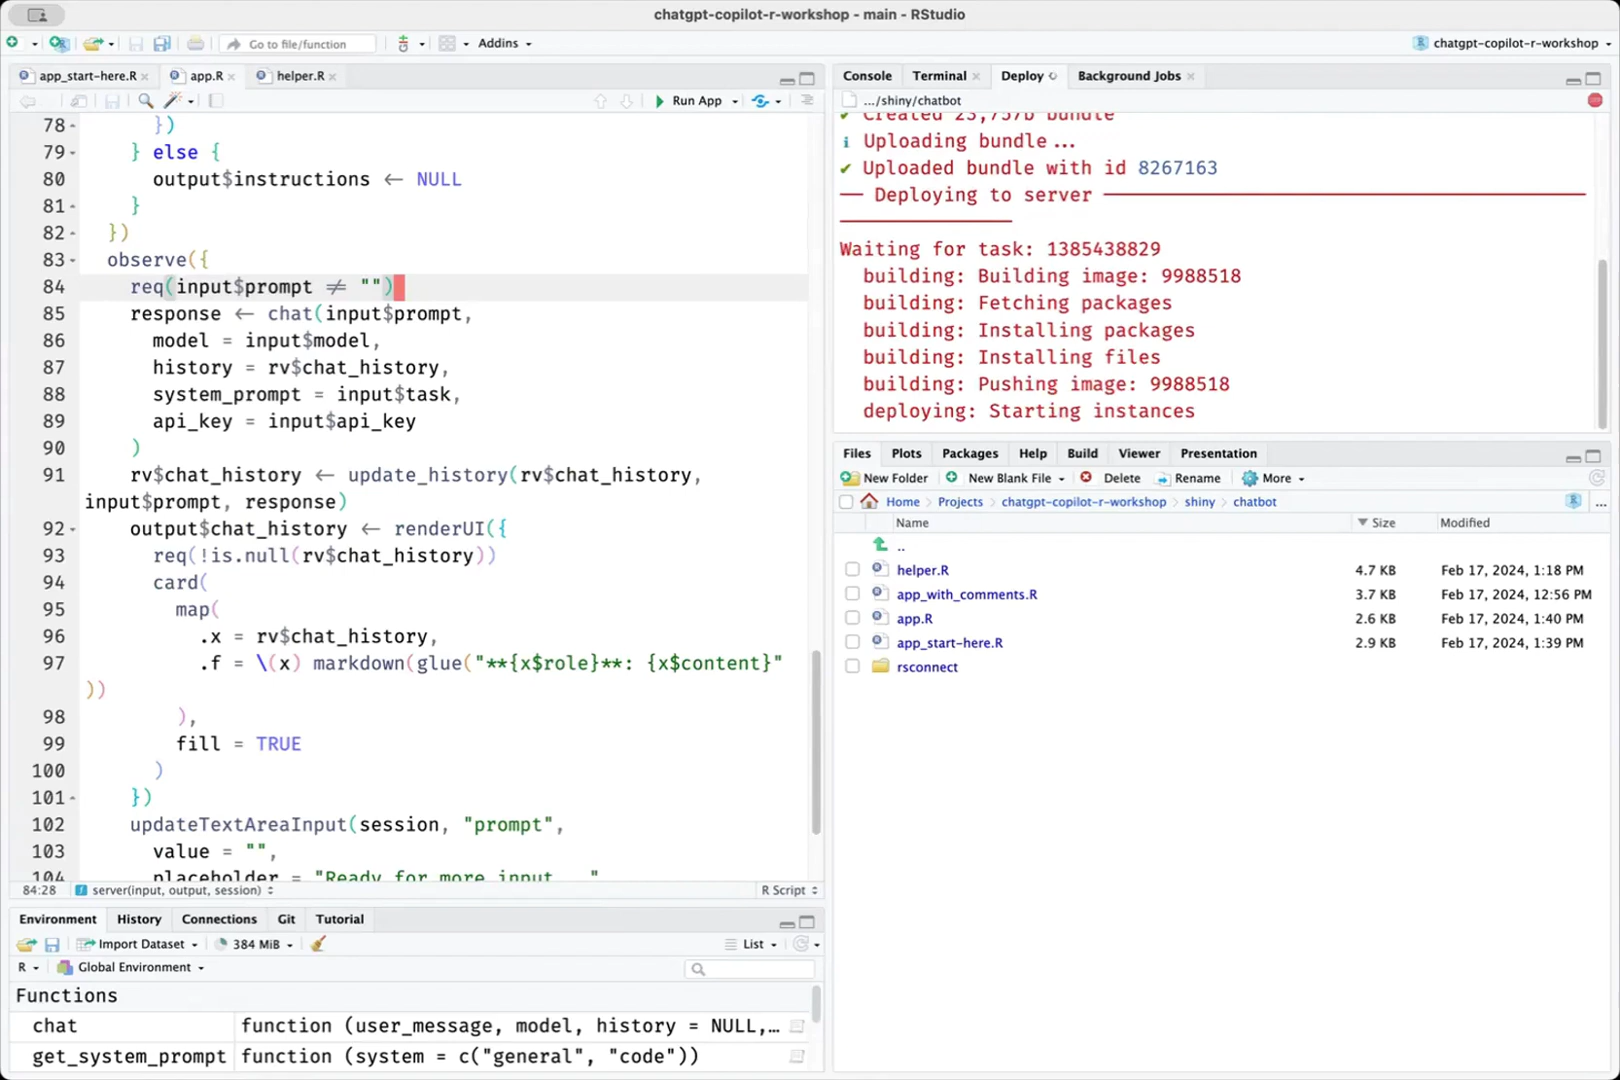 chatgpt-copilot-r-workshop - main - RStudio
Go to file/function
Addins
chatgpt-copilot-r-workshop
app_start-here.R
app.R
helper.R
Run App
78 })
79 } else {
80 output$instructions ← NULL
81 }
82 })
83 observe({
84 req(input$prompt ≠ "")
85 response ← chat(input$prompt,
86 model = input$model,
87 history = rv$chat_history,
88 system_prompt = input$task,
89 api_key = input$api_key
90 )
91 rv$chat_history ← update_history(rv$chat_history,
input$prompt, response)
92 output$chat_history ← renderUI({
93 req(!is.null(rv$chat_history))
94 card(
95 map(
96 .x = rv$chat_history,
97 .f = \(x) markdown(glue("**{x$role}**: {x$content}"
))
98 ),
99 fill = TRUE
100 )
101 })
102 updateTextAreaInput(session, "prompt",
103 value = "",
104 placeholder = "Ready for more input..."
84:28 server(input, output, session) R Script
Environment History Connections Git Tutorial
Import Dataset 384 MiB List
R Global Environment
Functions
chat function (user_message, model, history = NULL,…
get_system_prompt function (system = c("general", "code"))
Console Terminal Deploy Background Jobs
.../shiny/chatbot
✔ Created 23,757b bundle
ℹ Uploading bundle...
✔ Uploaded bundle with id 8267163
── Deploying to server ──
Waiting for task: 1385438829
building: Building image: 9988518
building: Fetching packages
building: Installing packages
building: Installing files
building: Pushing image: 9988518
deploying: Starting instances
Files Plots Packages Help Build Viewer Presentation
New Folder New Blank File Delete Rename More
Home Projects chatgpt-copilot-r-workshop shiny chatbot ...
Name Size Modified
..
helper.R 4.7 KB Feb 17, 2024, 1:18 PM
app_with_comments.R 3.7 KB Feb 17, 2024, 12:56 PM
app.R 2.6 KB Feb 17, 2024, 1:40 PM
app_start-here.R 2.9 KB Feb 17, 2024, 1:39 PM
rsconnect